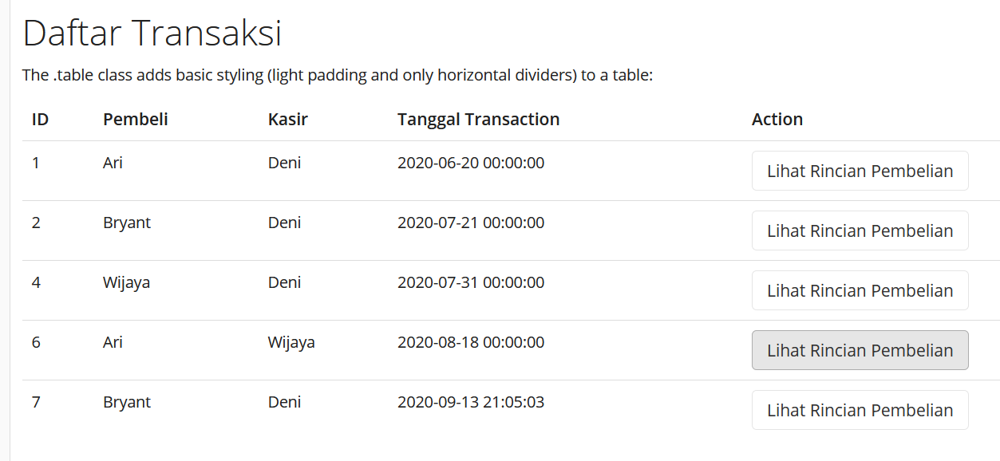 Daftar Transaksi
The .table class adds basic styling (light padding and only horizontal dividers) to a table:
ID Pembeli Kasir Tanggal Transaction Action
1 Ari Deni 2020-06-20 00:00:00 Lihat Rincian Pembelian
2 Bryant Deni 2020-07-21 00:00:00 Lihat Rincian Pembelian
4 Wijaya Deni 2020-07-31 00:00:00 Lihat Rincian Pembelian
6 Ari Wijaya 2020-08-18 00:00:00 Lihat Rincian Pembelian
7 Bryant Deni 2020-09-13 21:05:03 Lihat Rincian Pembelian